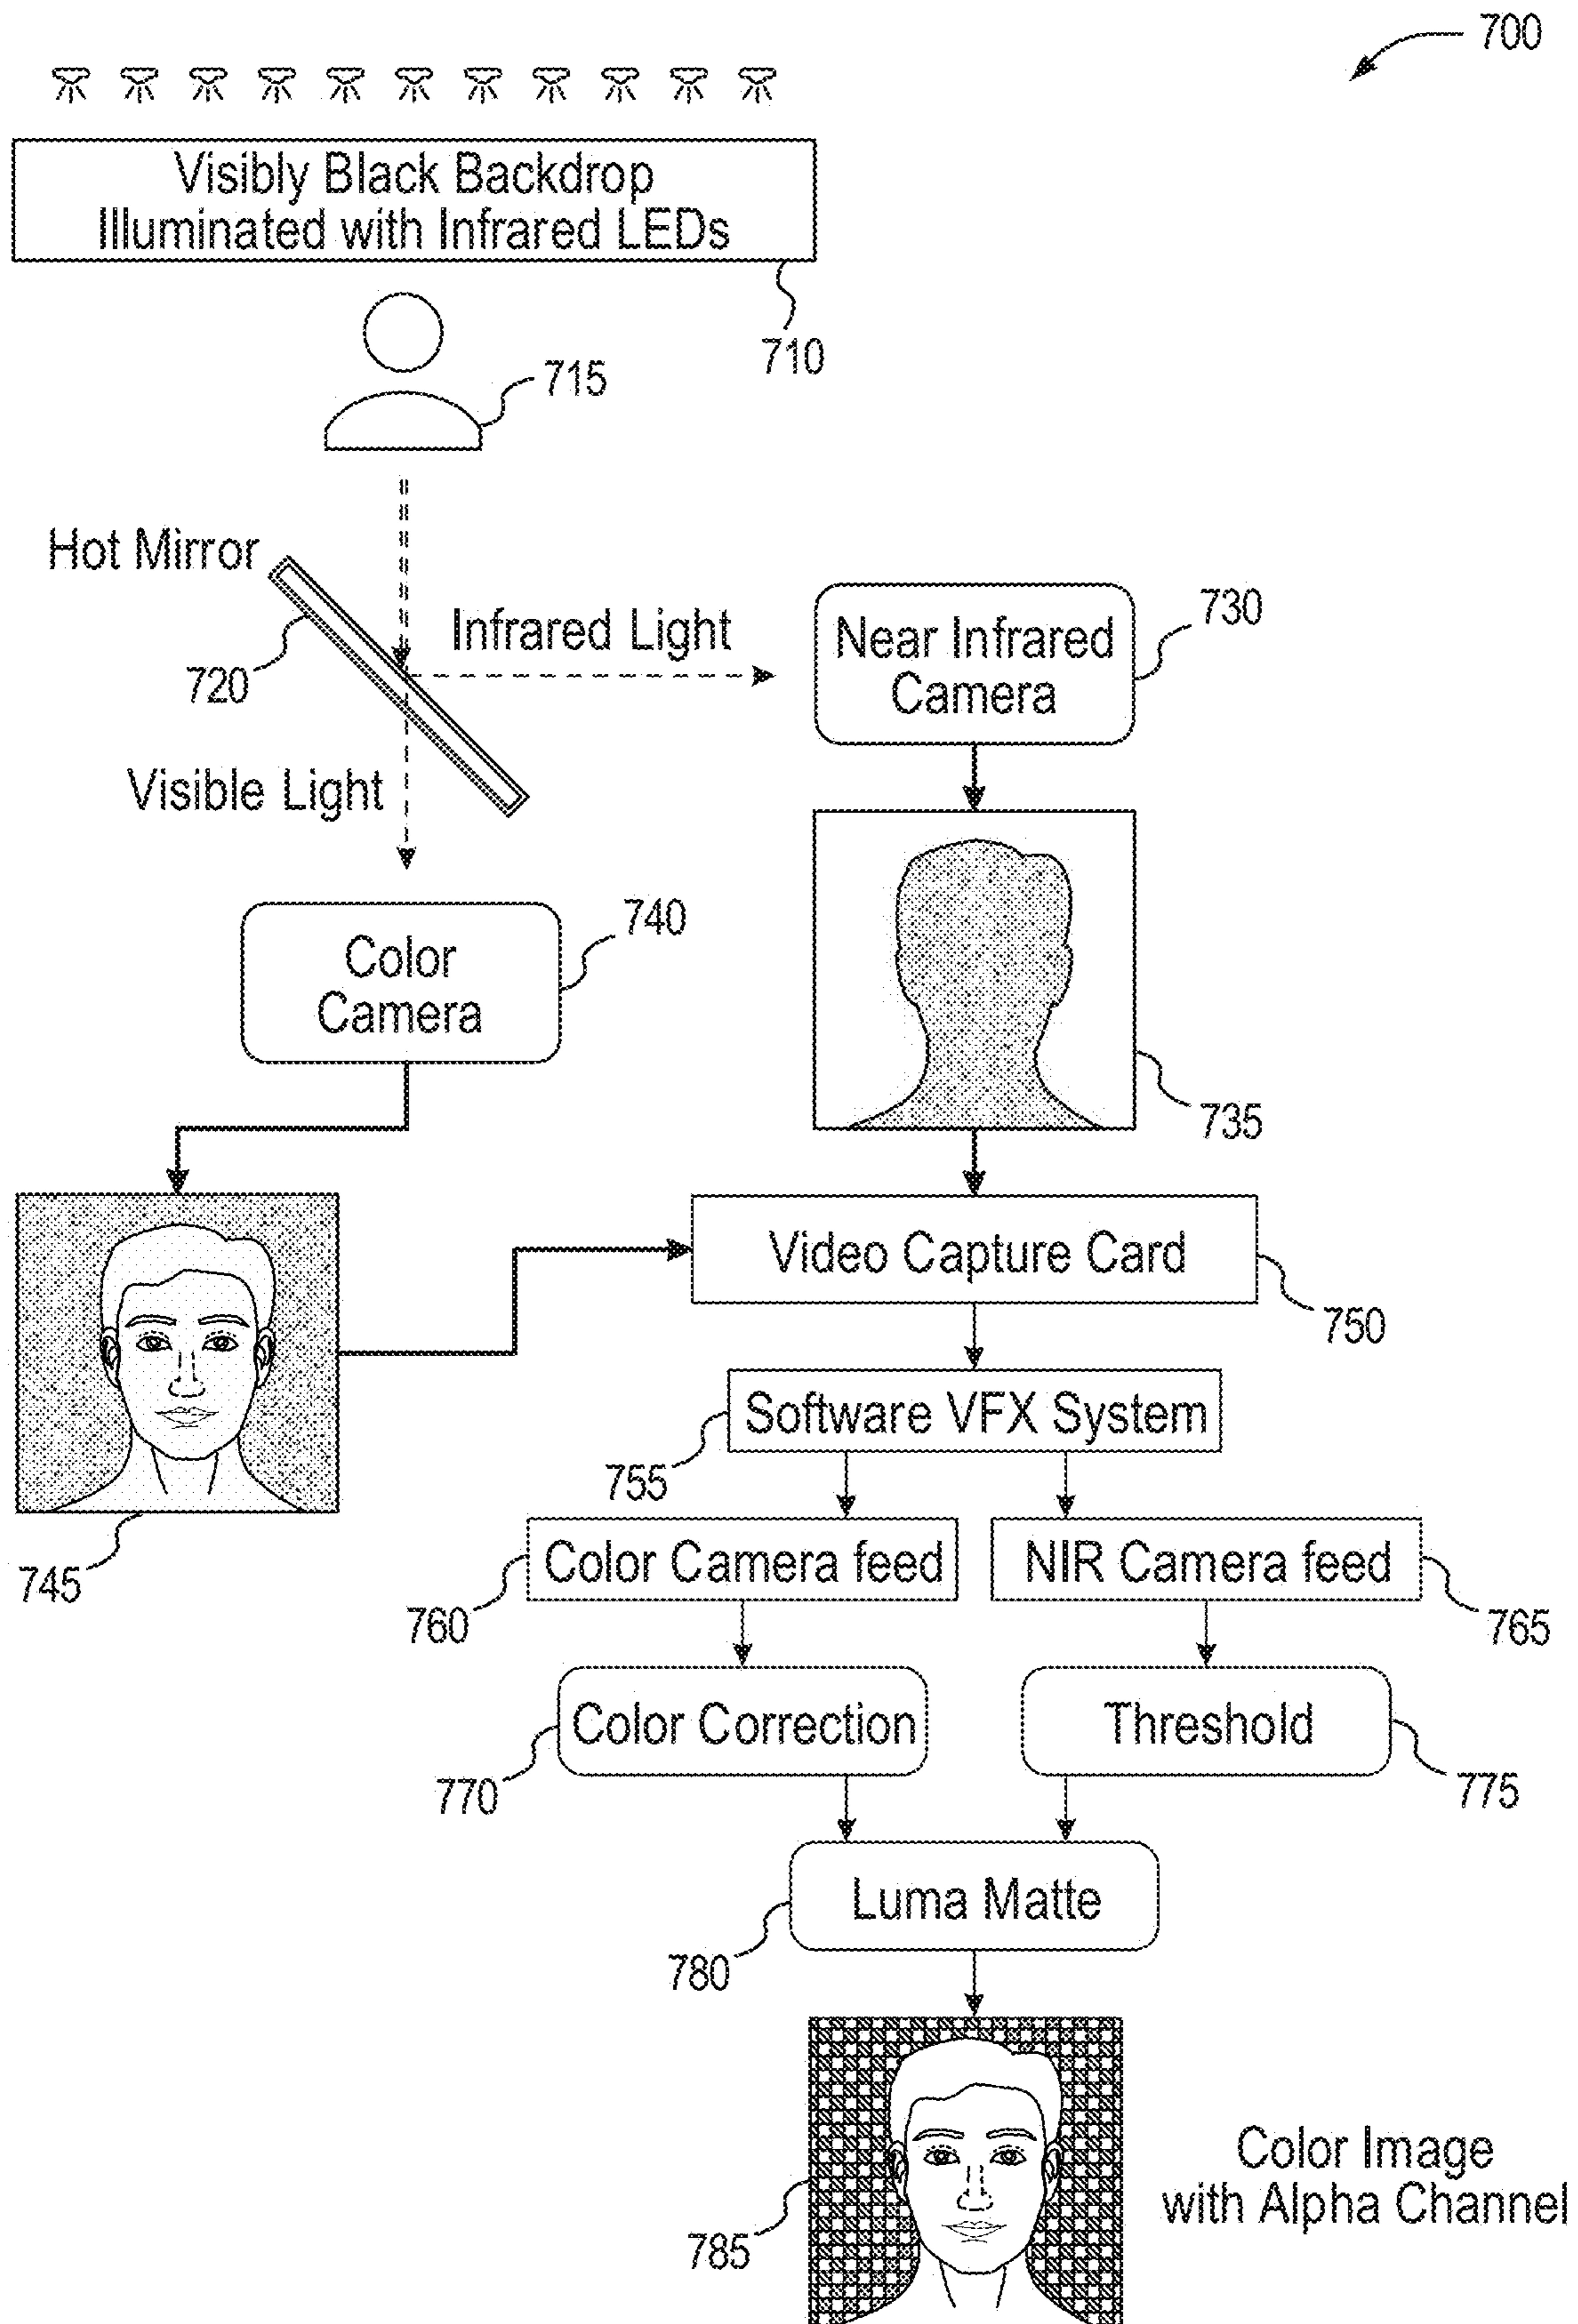 700
Visibly Black Backdrop
Illuminated with Infrared LEDs
710
715
Hot Mirror
720
Infrared Light
Near Infrared
Camera
730
Visible Light
Color
Camera
740
735
745
Video Capture Card
750
Software VFX System
755
Color Camera feed
760
NIR Camera feed
765
Color Correction
770
Threshold
775
Luma Matte
780
785
Color Image
with Alpha Channel